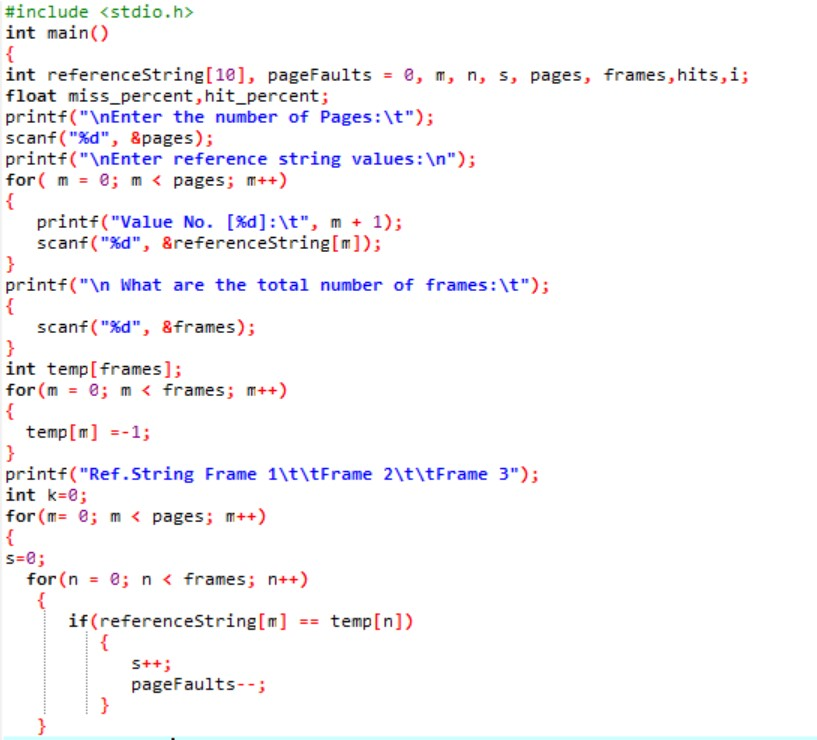 #include <stdio.h>
int main()
{
int referenceString[10], pageFaults = 0, m, n, s, pages, frames,hits,i;
float miss_percent,hit_percent;
printf("\nEnter the number of Pages:\t");
scanf("%d", &pages);
printf("\nEnter reference string values:\n");
for( m = 0; m < pages; m++)
{
   printf("Value No. [%d]:\t", m + 1);
   scanf("%d", &referenceString[m]);
}
printf("\n What are the total number of frames:\t");
{
   scanf("%d", &frames);
}
int temp[frames];
for(m = 0; m < frames; m++)
{
  temp[m] =-1;
}
printf("Ref.String Frame 1\t\tFrame 2\t\tFrame 3");
int k=0;
for(m= 0; m < pages; m++)
{
s=0;
  for(n = 0; n < frames; n++)
   {
      if(referenceString[m] == temp[n])
         {
            s++;
            pageFaults--;
         }
   }